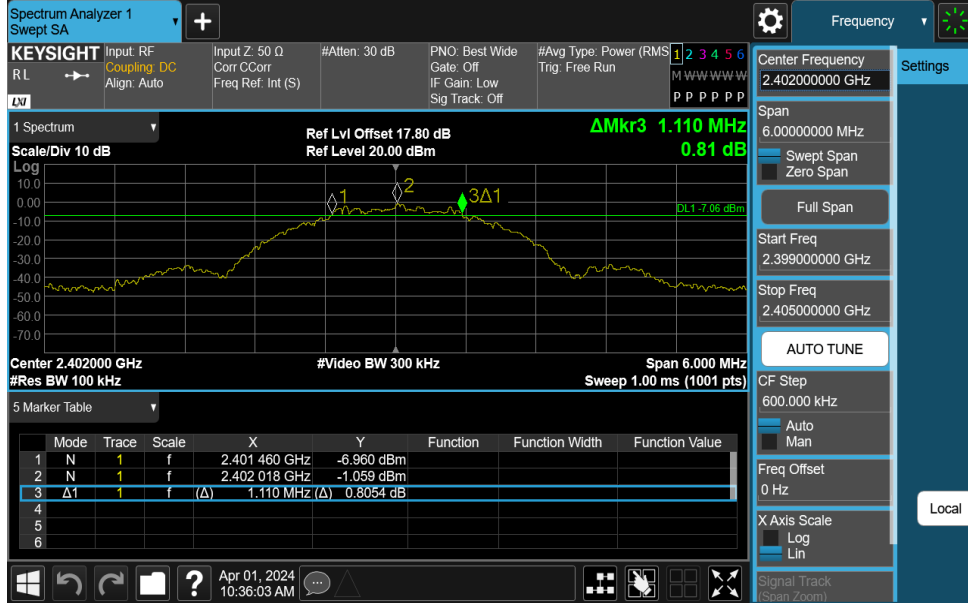 Spectrum Analyzer 1
Swept SA
+
Frequency
KEYSIGHT
R L
LXI
Input: RF
Coupling: DC
Align: Auto
Input Z: 50 Ω
Corr CCorr
Freq Ref: Int (S)
#Atten: 30 dB
PNO: Best Wide
Gate: Off
IF Gain: Low
Sig Track: Off
#Avg Type: Power (RMS
Trig: Free Run
1 2 3 4 5 6
M W W W W W
P P P P P P
1 Spectrum
Scale/Div 10 dB
Ref Lvl Offset 17.80 dB
Ref Level 20.00 dBm
ΔMkr3 1.110 MHz
0.81 dB
Log
10.0
0.00
-10.0
-20.0
-30.0
-40.0
-50.0
-60.0
-70.0
1
2
3Δ1
DL1 -7.06 dBm
Center 2.402000 GHz
#Video BW 300 kHz
Span 6.000 MHz
#Res BW 100 kHz
Sweep 1.00 ms (1001 pts)
5 Marker Table
Mode Trace Scale X Y Function Function Width Function Value
1 N 1 f 2.401 460 GHz -6.960 dBm
2 N 1 f 2.402 018 GHz -1.059 dBm
3 Δ1 1 f (Δ) 1.110 MHz (Δ) 0.8054 dB
4
5
6
?
Apr 01, 2024
10:36:03 AM
Center Frequency
2.402000000 GHz
Settings
Span
6.00000000 MHz
Swept Span
Zero Span
Full Span
Start Freq
2.399000000 GHz
Stop Freq
2.405000000 GHz
AUTO TUNE
CF Step
600.000 kHz
Auto
Man
Freq Offset
0 Hz
Local
X Axis Scale
Log
Lin
Signal Track
(Span Zoom)